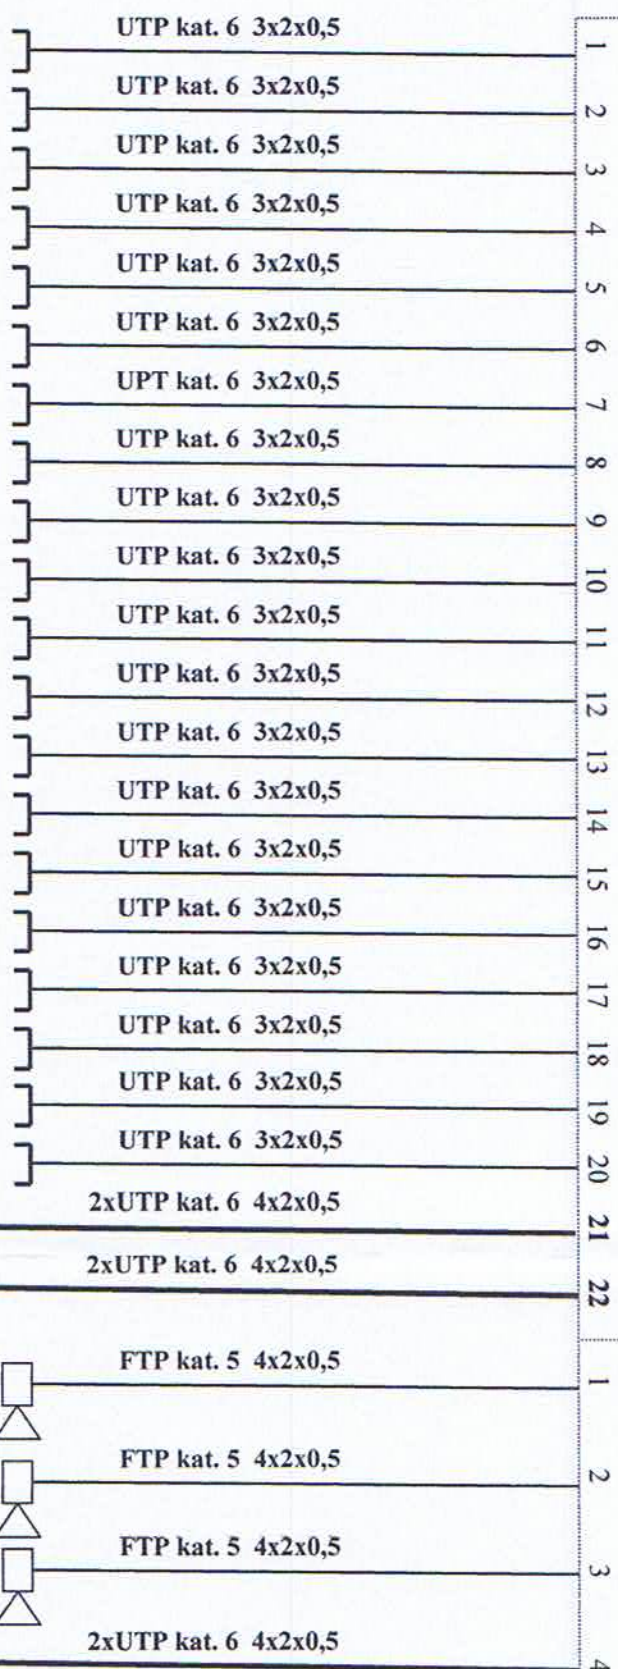 UTP kat. 6 3x2x0,5 1
UTP kat. 6 3x2x0,5 2
UTP kat. 6 3x2x0,5 3
UTP kat. 6 3x2x0,5 4
UTP kat. 6 3x2x0,5 5
UTP kat. 6 3x2x0,5 6
UPT kat. 6 3x2x0,5 7
UTP kat. 6 3x2x0,5 8
UTP kat. 6 3x2x0,5 9
UTP kat. 6 3x2x0,5 10
UTP kat. 6 3x2x0,5 11
UTP kat. 6 3x2x0,5 12
UTP kat. 6 3x2x0,5 13
UTP kat. 6 3x2x0,5 14
UTP kat. 6 3x2x0,5 15
UTP kat. 6 3x2x0,5 16
UTP kat. 6 3x2x0,5 17
UTP kat. 6 3x2x0,5 18
UTP kat. 6 3x2x0,5 19
UTP kat. 6 3x2x0,5 20
2xUTP kat. 6 4x2x0,5 21
2xUTP kat. 6 4x2x0,5 22
FTP kat. 5 4x2x0,5 1
FTP kat. 5 4x2x0,5 2
FTP kat. 5 4x2x0,5 3
2xUTP kat. 6 4x2x0,5 4